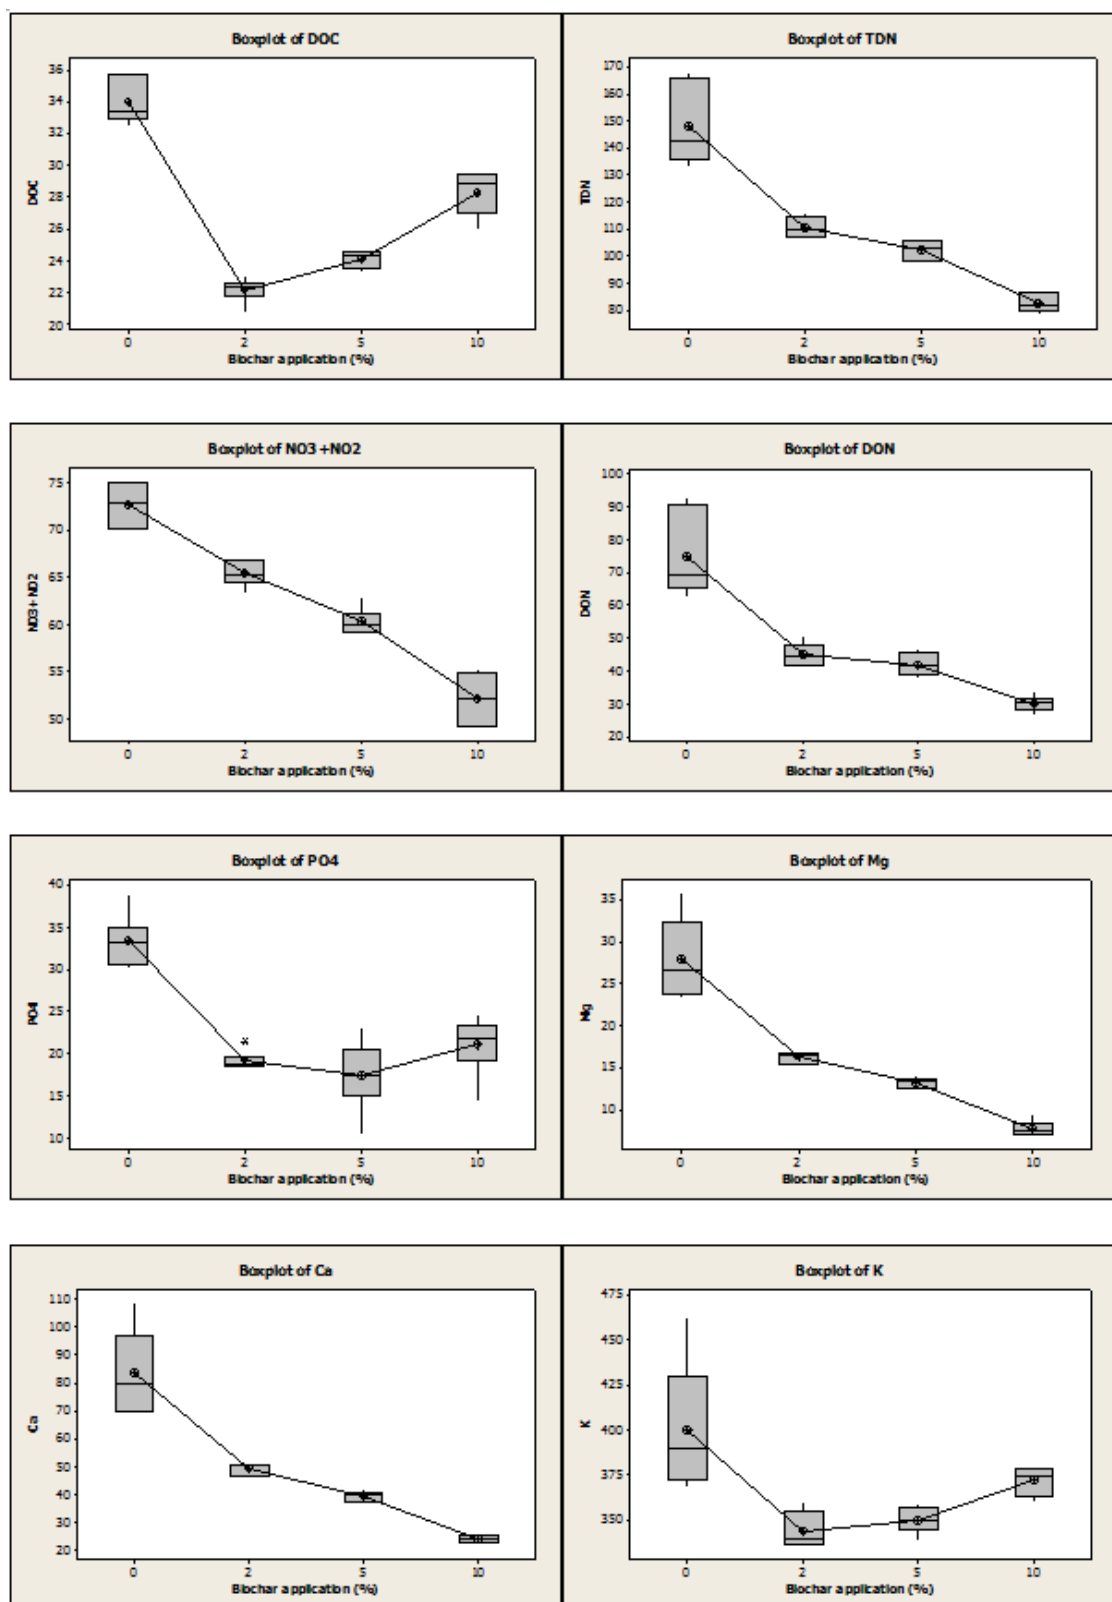 Boxplot of DOC
DOC
36
34
32
30
28
26
24
22
20
0 2 5 10
Biochar application (%)
Boxplot of TDN
TDN
170
160
150
140
130
120
110
100
90
80
0 2 5 10
Biochar application (%)
Boxplot of NO3+NO2
NO3+NO2
75
70
65
60
55
50
0 2 5 10
Biochar application (%)
Boxplot of DON
DON
100
90
80
70
60
50
40
30
20
0 2 5 10
Biochar application (%)
Boxplot of PO4
PO4
40
35
30
25
20
15
10
0 2 5 10
Biochar application (%)
Boxplot of Mg
Mg
35
30
25
20
15
10
0 2 5 10
Biochar application (%)
Boxplot of Ca
Ca
110
100
90
80
70
60
50
40
30
20
0 2 5 10
Biochar application (%)
Boxplot of K
K
475
450
425
400
375
350
0 2 5 10
Biochar application (%)